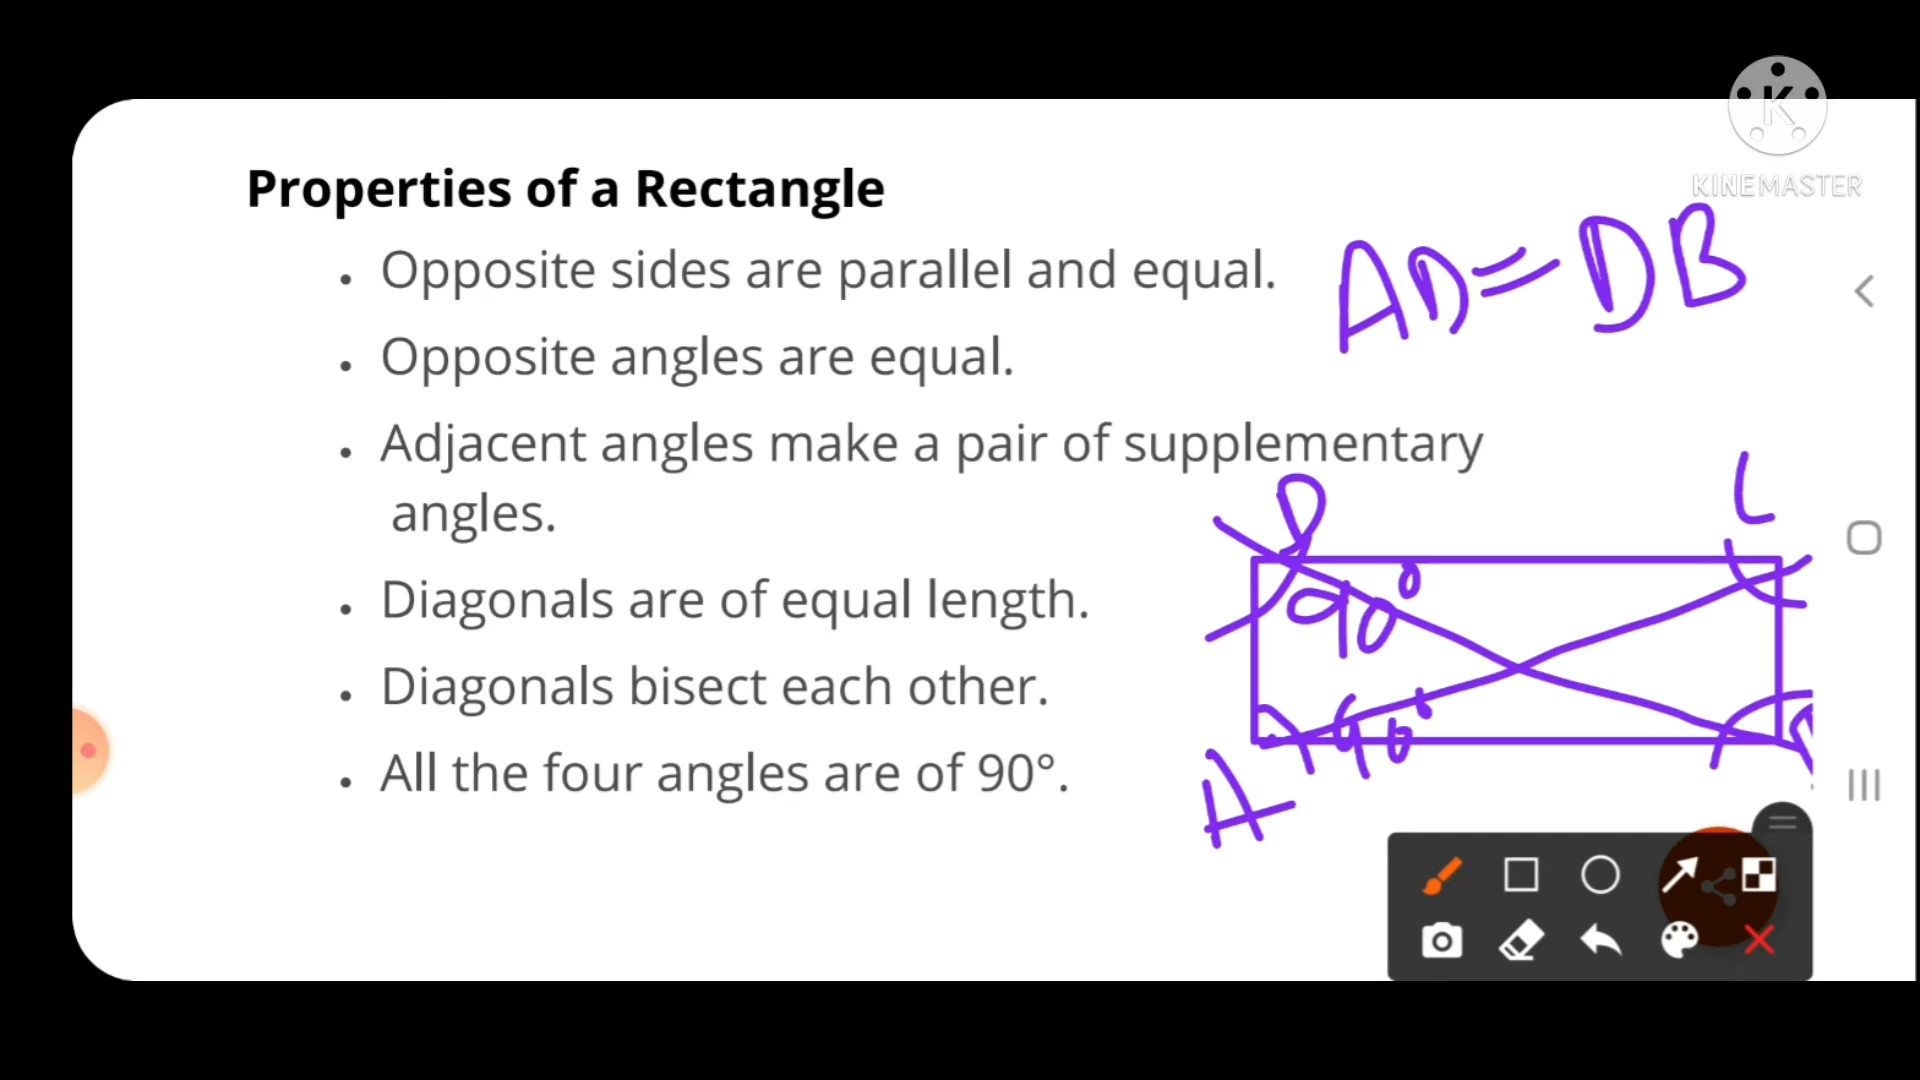 K
KINEMASTER
Properties of a Rectangle
• Opposite sides are parallel and equal.
AD=DB
• Opposite angles are equal.
• Adjacent angles make a pair of supplementary
angles.
D
C
• Diagonals are of equal length.
90°
• Diagonals bisect each other.
90°
• All the four angles are of 90°.
A